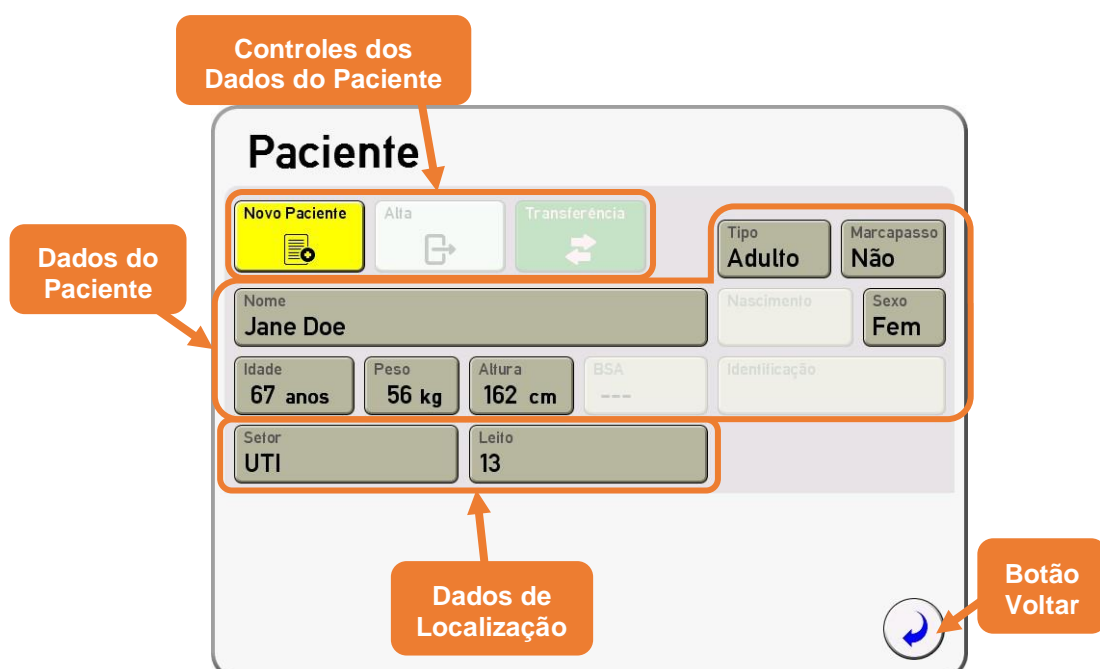 Controles dos
Dados do Paciente
Paciente
Novo Paciente
Alta
Transferência
Tipo
Adulto
Marcapasso
Não
Dados do
Paciente
Nome
Jane Doe
Nascimento
Sexo
Fem
Idade
67 anos
Peso
56 kg
Altura
162 cm
BSA
---
Identificação
Setor
UTI
Leito
13
Dados de
Localização
Botão
Voltar